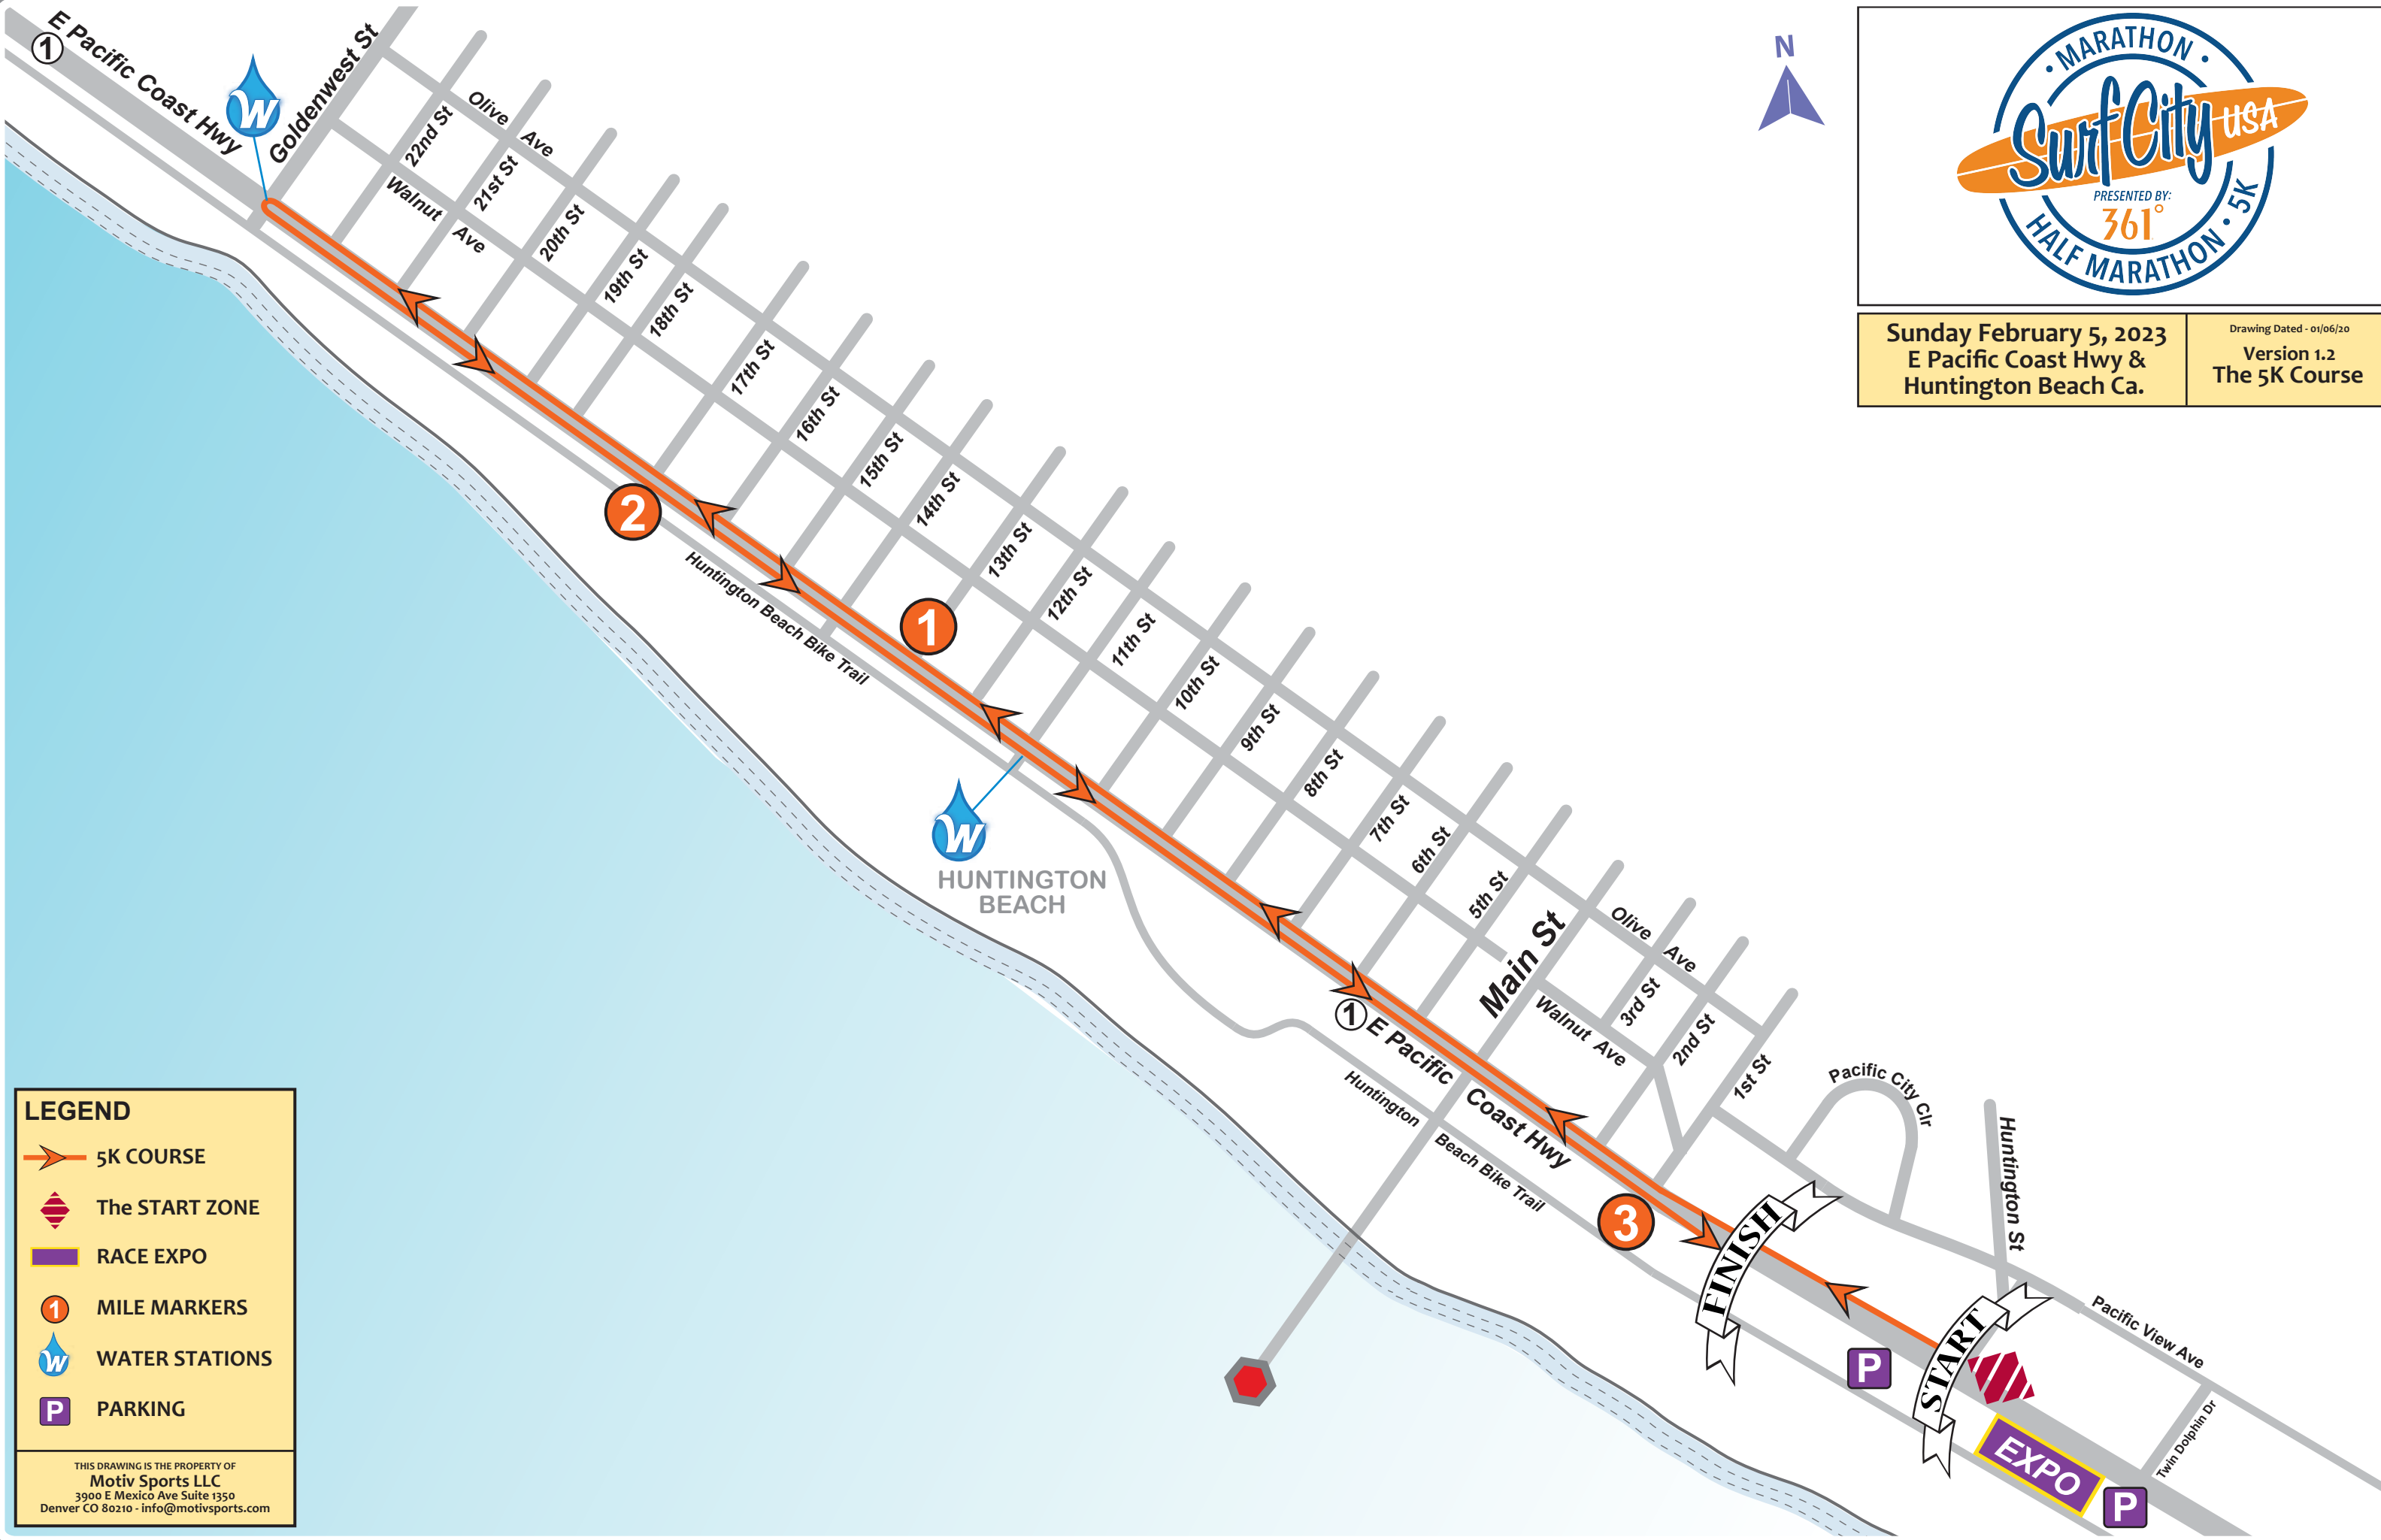 E Pacific Coast Hwy
1
Goldenwest St
W
22nd St
Olive Ave
21st St
Walnut Ave
20th St
19th St
18th St
17th St
16th St
15th St
14th St
13th St
12th St
11th St
10th St
9th St
8th St
7th St
6th St
5th St
Main St
Olive Ave
3rd St
Walnut Ave
2nd St
1st St
Pacific City Clr
Huntington St
Pacific View Ave
Twin Dolphin Dr
2
1
Huntington Beach Bike Trail
W
HUNTINGTON
BEACH
1
E Pacific Coast Hwy
Huntington Beach Bike Trail
3
FINISH
START
P
EXPO
P
N
• MARATHON •
Surf City USA
PRESENTED BY:
361°
HALF MARATHON • 5K
Sunday February 5, 2023
E Pacific Coast Hwy &
Huntington Beach Ca.
Drawing Dated - 01/06/20
Version 1.2
The 5K Course
LEGEND
5K COURSE
The START ZONE
RACE EXPO
1 MILE MARKERS
W WATER STATIONS
P PARKING
THIS DRAWING IS THE PROPERTY OF
Motiv Sports LLC
3900 E Mexico Ave Suite 1350
Denver CO 80210 - info@motivsports.com